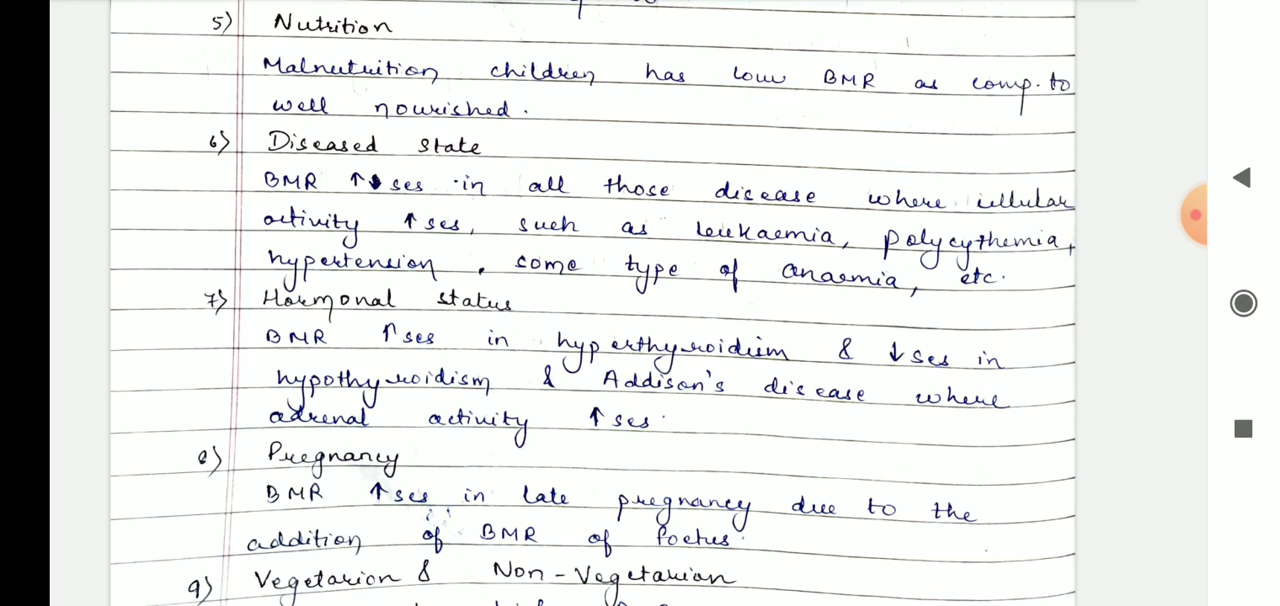 5) Nutrition
Malnutuition children has low BMR as comp. to
well nourished.
6) Diseased state
BMR ↑ses in all those disease where cellular
activity ↑ses, such as leukaemia, polycythemia,
hypertension, some type of anaemia, etc.
7) Hormonal status
BMR ↑ses in hyperthyroidism & ↓ses in
hypothyroidism & Addison's disease where
adrenal activity ↑ses.
8) Pregnancy
BMR ↑ses in late pregnancy due to the
addition of BMR of foetus.
9) Vegetarian & Non-Vegetarian